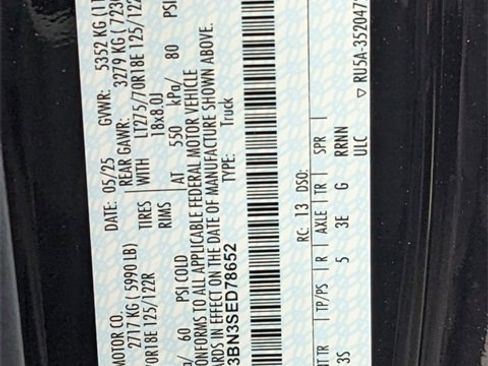 MOTOR CO. DATE: 05/25 GVWR: 5352 KG
2717 KG ( 5990 LB) REAR GAWR: 3279 KG
70R18E 125/122R TIRES WITH LT275/70R18E 125/122
RIMS 18x8.0J
60 PSI COLD AT 550 kPa/ 80 PSI
ONFORMS TO ALL APPLICABLE FEDERAL MOTOR VEHICLE
ARDS IN EFFECT ON THE DATE OF MANUFACTURE SHOWN ABOVE.
3BN3SED78652 TYPE: Truck
RC: 13 DSO:
TP/PS R AXLE TR SPR
3S 5 3E G RRNN
ULC
▽ RU5A-352047